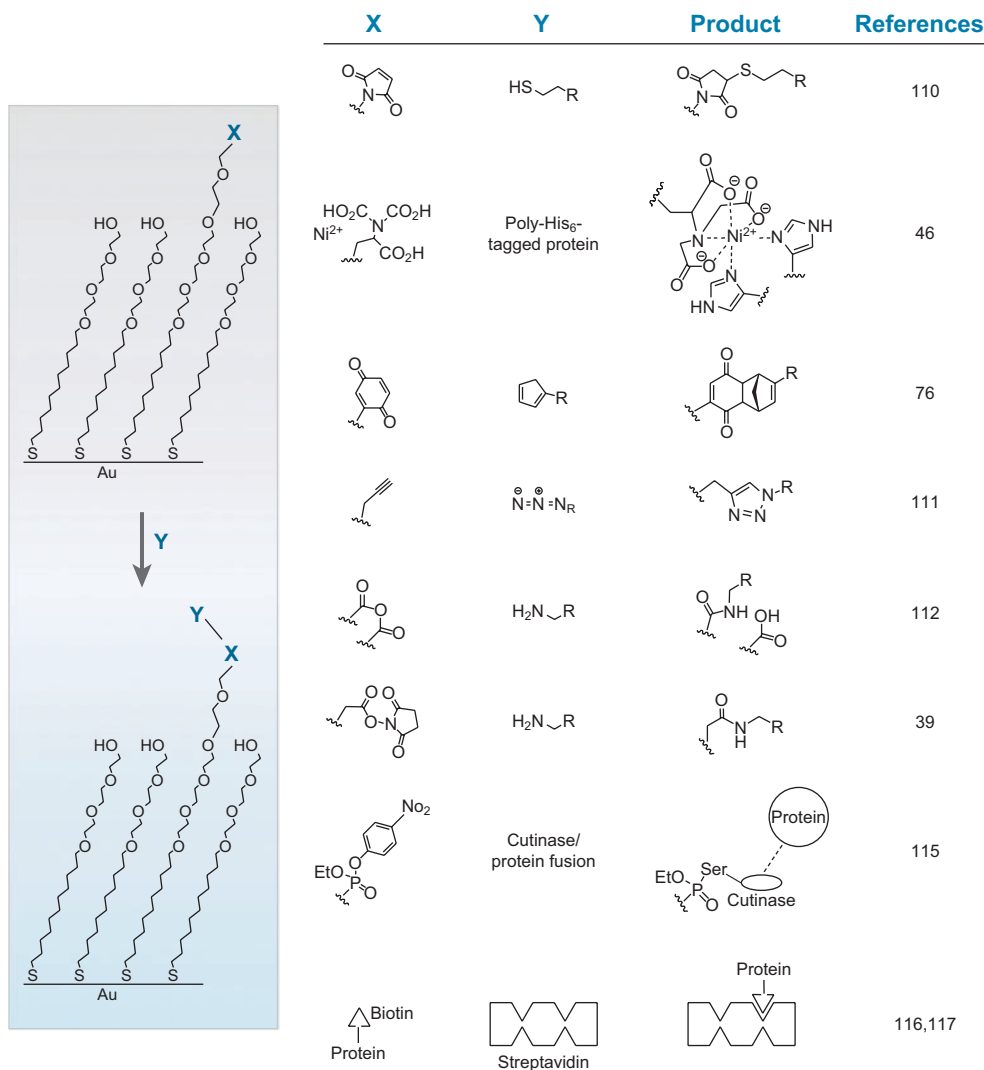 X Y Product References
O N O HS R O N O S R 110
X
O
O
HO HO O HO
O O O O
O O O O
S S S S
Au
Y
HO2C CO2H
Ni2+ N
CO2H
Poly-His6-
tagged protein
O O ⊖ O O ⊖
N Ni2+ N NH
O O ⊖ N
HN
46
O O R O O R 76
⊖ ⊕
N=N=NR
N N=N R
111
O O O H2N R R O NH OH O 112
O O N O O H2N R O N H R 39
No2
O
EtO P O
Cutinase/
protein fusion
Protein
EtO O Ser
P O
Cutinase
115
Y
X
O
HO HO O HO
O O O O
O O O O
S S S S
Au
Biotin
Protein
Streptavidin
Protein
116,117